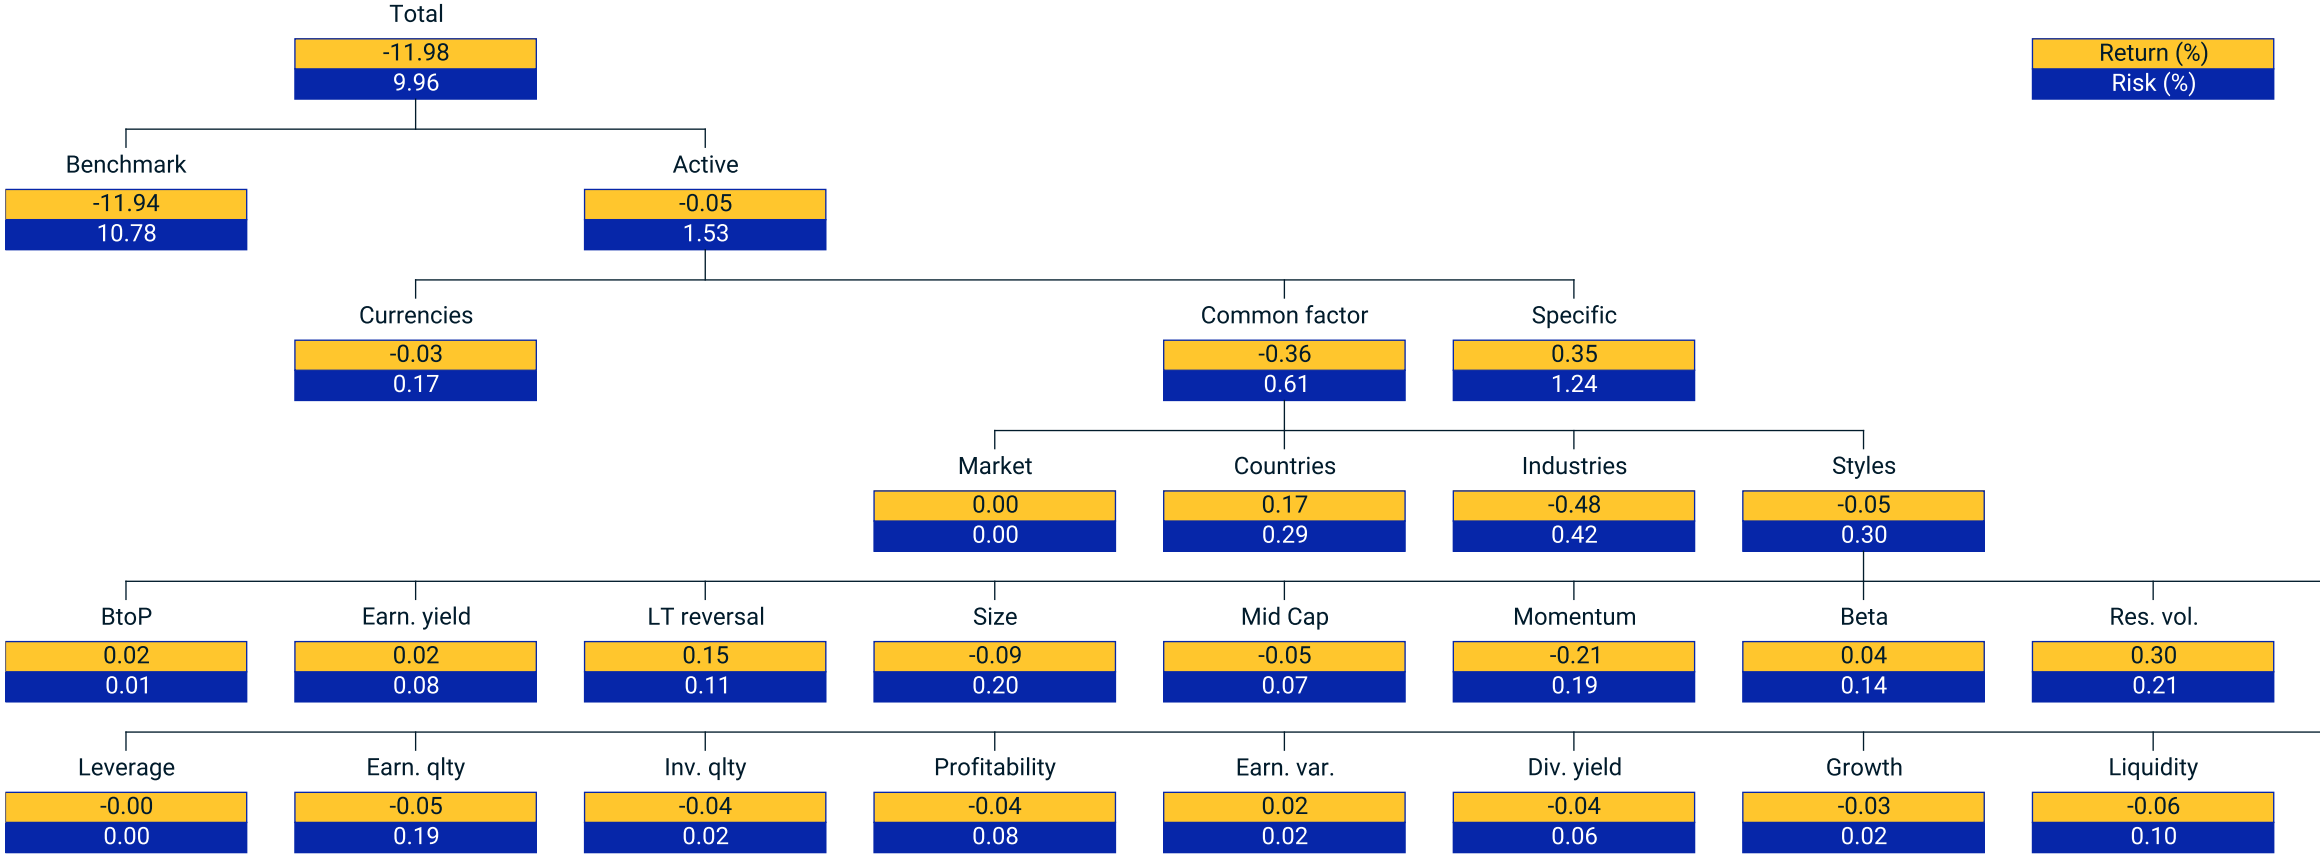 Total
-11.98
9.96
Return (%)
Risk (%)
Benchmark
-11.94
10.78
Active
-0.05
1.53
Currencies
-0.03
0.17
Common factor
-0.36
0.61
Specific
0.35
1.24
Market
0.00
0.00
Countries
0.17
0.29
Industries
-0.48
0.42
Styles
-0.05
0.30
BtoP
0.02
0.01
Earn. yield
0.02
0.08
LT reversal
0.15
0.11
Size
-0.09
0.20
Mid Cap
-0.05
0.07
Momentum
-0.21
0.19
Beta
0.04
0.14
Res. vol.
0.30
0.21
Leverage
-0.00
0.00
Earn. qlty
-0.05
0.19
Inv. qlty
-0.04
0.02
Profitability
-0.04
0.08
Earn. var.
0.02
0.02
Div. yield
-0.04
0.06
Growth
-0.03
0.02
Liquidity
-0.06
0.10